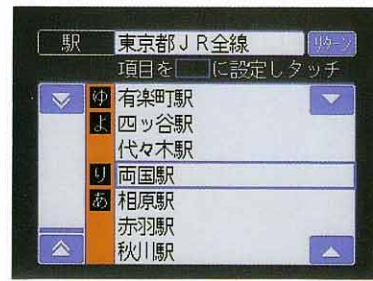 駅 東京都JR全線 リターン
項目を に設定しタッチ
ゆ 有楽町駅
よ 四ッ谷駅
代々木駅
り 両国駅
あ 相原駅
赤羽駅
秋川駅